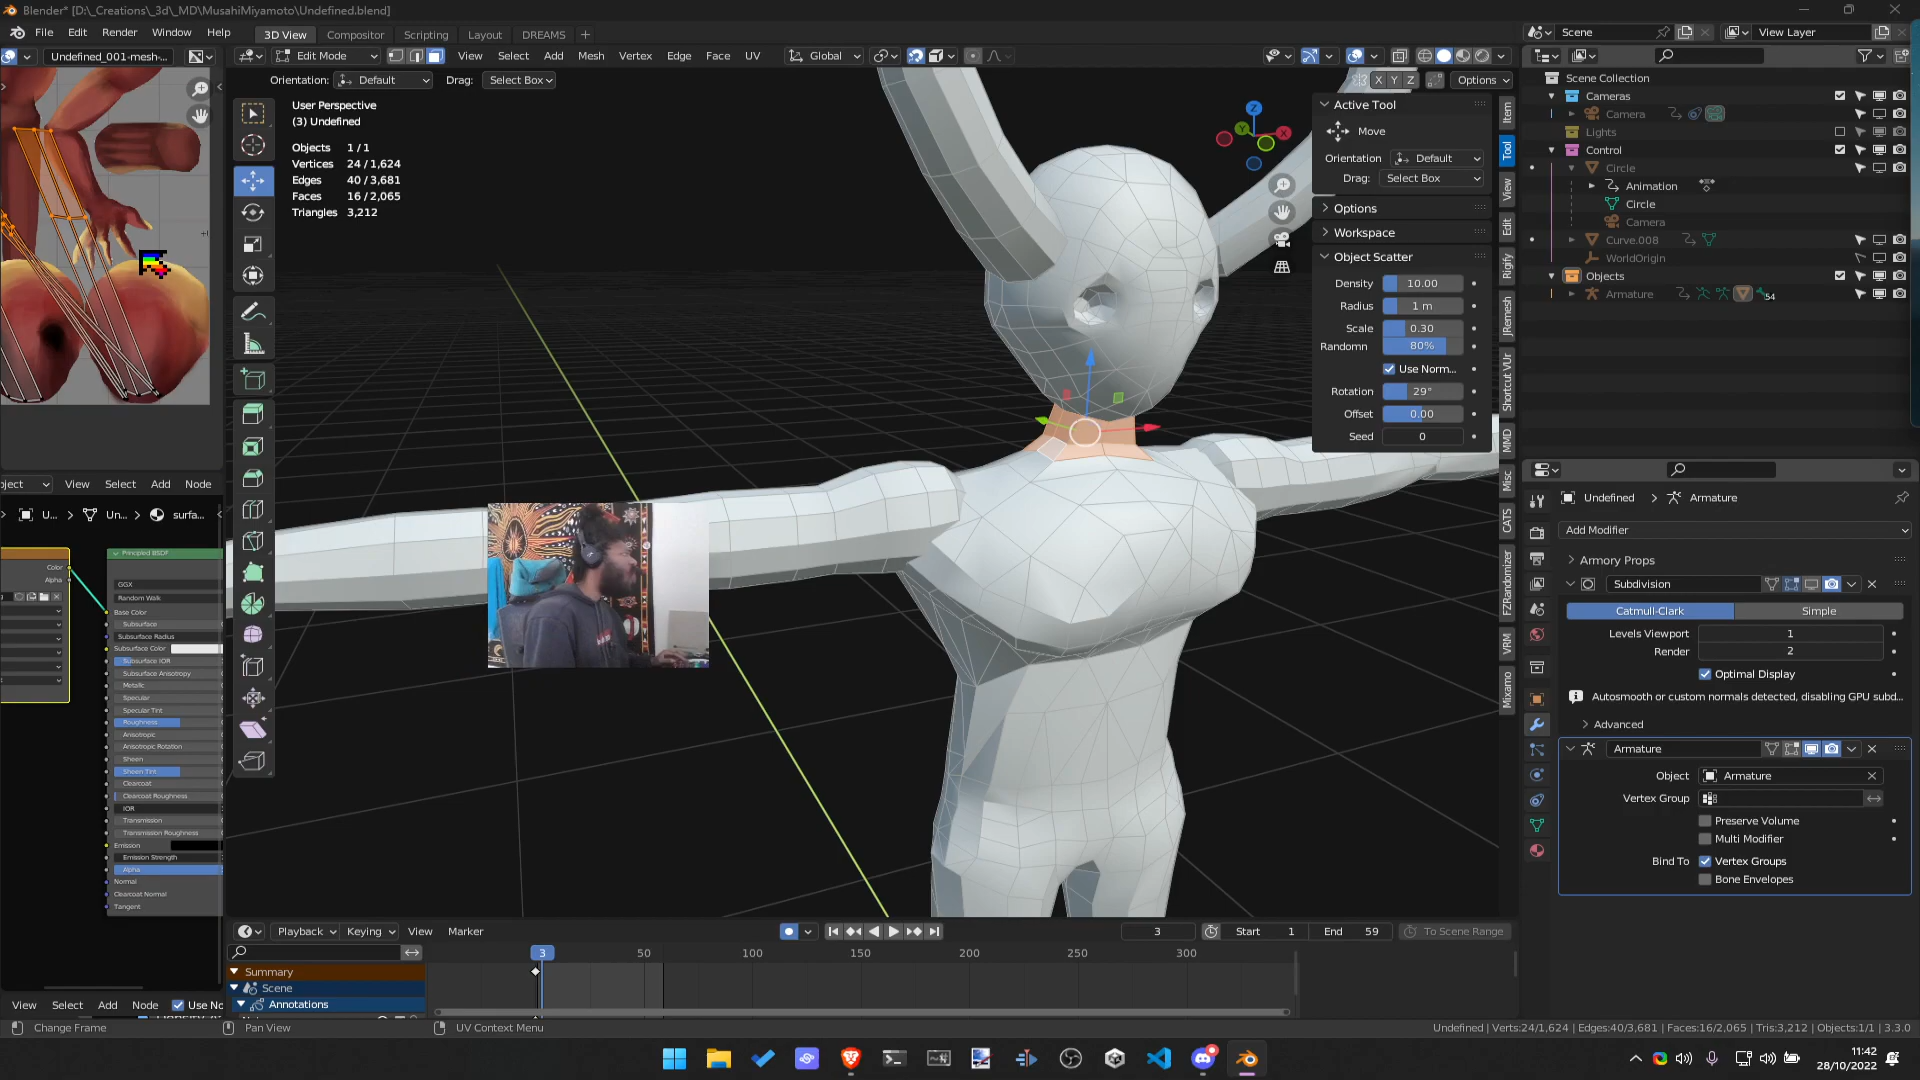 Blender* [D:\_Creations\_3d\_MD\MusahiMiyamoto\Undefined.blend]
File Edit Render Window Help
3D View Compositor Scripting Layout DREAMS +
Scene
View Layer
Undefined_001-mesh-...
Edit Mode
View Select Add Mesh Vertex Edge Face UV
Global
Orientation: Default Drag: Select Box
X Y Z Options
User Perspective
(3) Undefined
Objects 1 / 1
Vertices 24 / 1,624
Edges 40 / 3,681
Faces 16 / 2,065
Triangles 3,212
Z
Y
X
Active Tool
Move
Orientation Default
Drag: Select Box
Options
Workspace
Object Scatter
Density 10.00
Radius 1 m
Scale 0.30
Randomn 80%
Use Norm...
Rotation 29°
Offset 0.00
Seed 0
Item
Tool
View
Edit
Rigify
JRemesh
Shortcut VUr
MMD
Misc
CATS
FZRandomizer
VRM
Mixamo
Scene Collection
Cameras
Camera
Lights
Control
Circle
Animation
Circle
Camera
Curve.008
WorldOrigin
Objects
Armature
54
Undefined > Armature
Add Modifier
Armory Props
Subdivision
Catmull-Clark Simple
Levels Viewport 1
Render 2
Optimal Display
Autosmooth or custom normals detected, disabling GPU subd...
Advanced
Armature
Object Armature
Vertex Group
Preserve Volume
Multi Modifier
Bind To Vertex Groups
Bone Envelopes
oject View Select Add Node
U... > Un... > surfa...
Color
Alpha
Principled BSDF
GGX
Random Walk
Base Color
Subsurface
Subsurface Radius
Subsurface Color
Subsurface IOR
Subsurface Anisotropy
Metallic
Specular
Specular Tint
Roughness
Anisotropic
Anisotropic Rotation
Sheen
Sheen Tint
Clearcoat
Clearcoat Roughness
IOR
Transmission
Transmission Roughness
Emission
Emission Strength
Alpha
Normal
Clearcoat Normal
Tangent
View Select Add Node Use No
Playback Keying View Marker
3
Start 1 End 59
To Scene Range
3 50 100 150 200 250 300
Summary
Scene
Annotations
Change Frame
Pan View
UV Context Menu
Undefined | Verts:24/1,624 | Edges:40/3,681 | Faces:16/2,065 | Tris:3,212 | Objects:1/1 | 3.3.0
11:42
28/10/2022